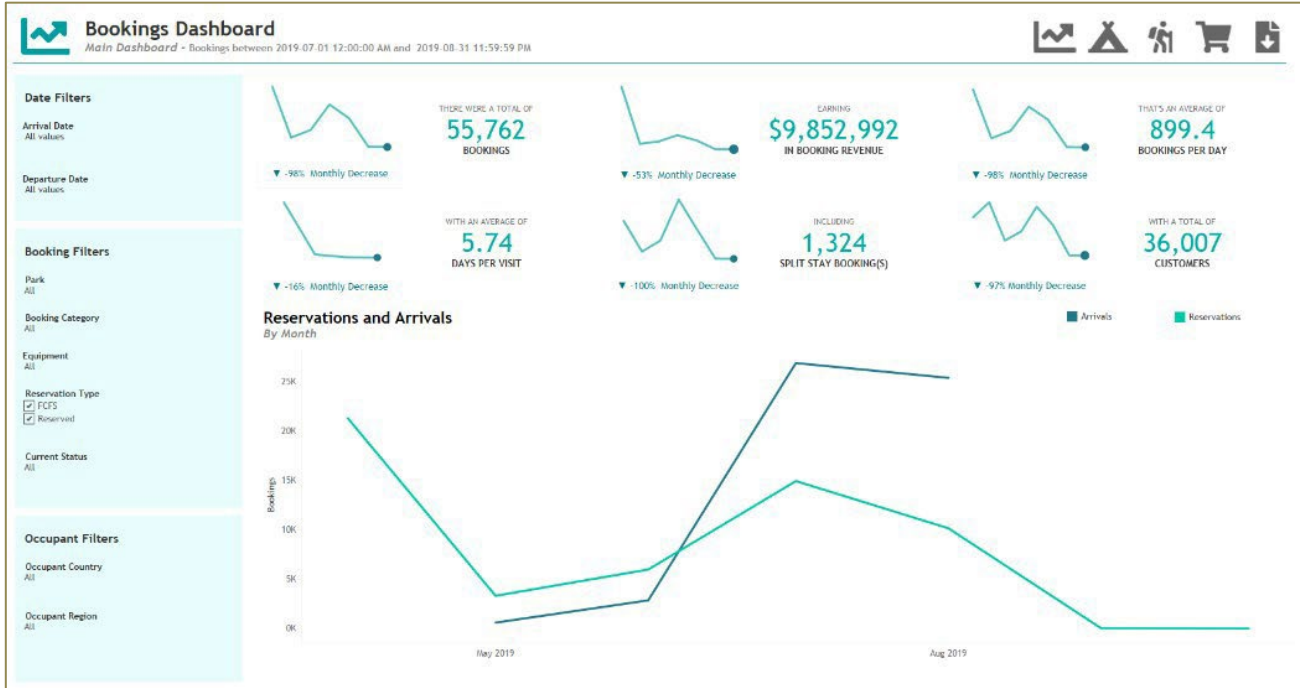 Bookings Dashboard
Main Dashboard - Bookings between 2019-07-01 12:00:00 AM and 2019-08-31 11:59:59 PM
Date Filters
Arrival Date
All values
Departure Date
All values
Booking Filters
Park
All
Booking Category
All
Equipment
All
Reservation Type
FCFS
Reserved
Current Status
All
Occupant Filters
Occupant Country
All
Occupant Region
All
THERE WERE A TOTAL OF
55,762
BOOKINGS
▼ -98% Monthly Decrease
EARNING
$9,852,992
IN BOOKING REVENUE
▼ -53% Monthly Decrease
THAT'S AN AVERAGE OF
899.4
BOOKINGS PER DAY
▼ -98% Monthly Decrease
WITH AN AVERAGE OF
5.74
DAYS PER VISIT
▼ -16% Monthly Decrease
INCLUDING
1,324
SPLIT STAY BOOKING(S)
▼ -100% Monthly Decrease
WITH A TOTAL OF
36,007
CUSTOMERS
▼ -97% Monthly Decrease
Reservations and Arrivals
By Month
Arrivals
Reservations
Bookings
25K
20K
15K
10K
5K
0K
May 2019
Aug 2019